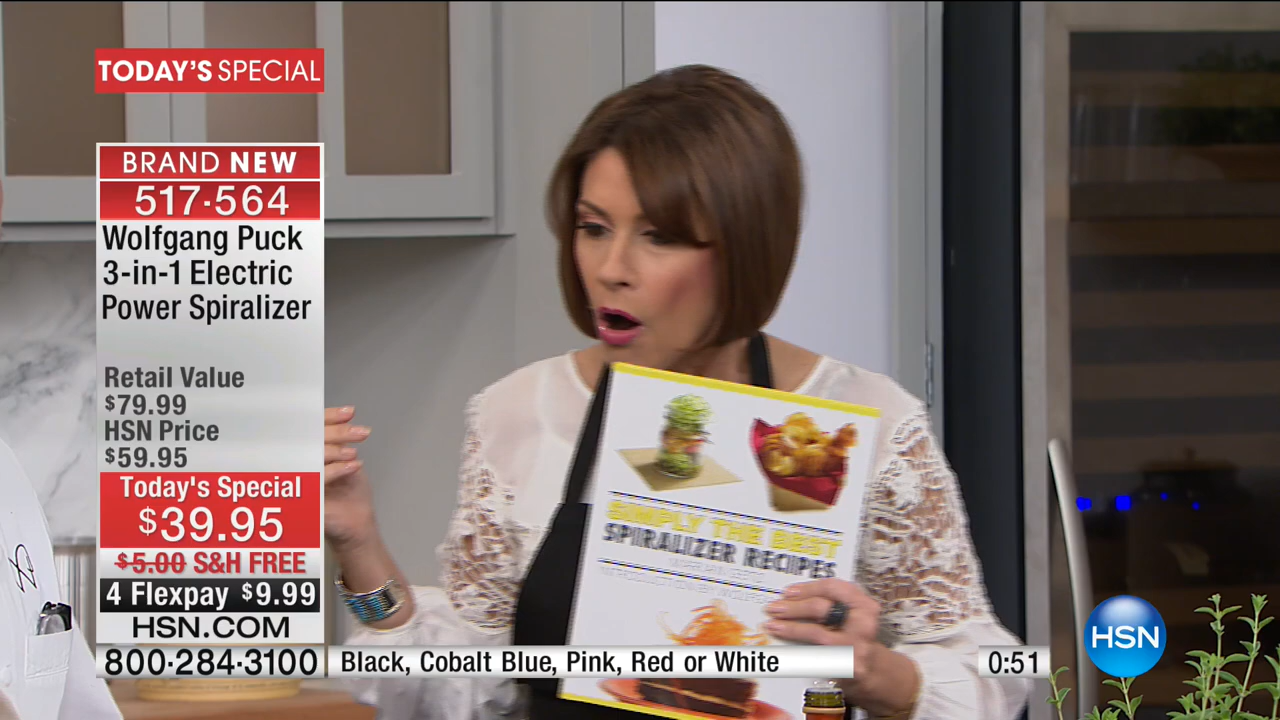 TODAY'S SPECIAL
BRAND NEW
517-564
Wolfgang Puck
3-in-1 Electric
Power Spiralizer
Retail Value
$79.99
HSN Price
$59.95
Today's Special
$39.95
$5.00 S&H FREE
4 Flexpay $9.99
HSN.COM
800·284·3100
Black, Cobalt Blue, Pink, Red or White
0:51
HSN
SIMPLY THE BEST
SPIRALIZER RECIPES